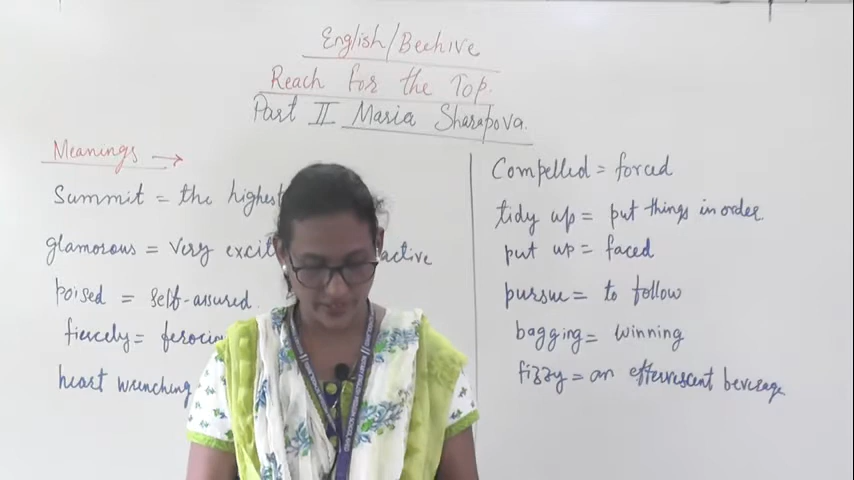 English/Beehive
Reach for the Top.
Part II Maria Sharapova.
Meanings →
Summit = the highest
glamorous = very active
poised = self-assured.
fiercely =
heart wrenching
Compelled = forced
tidy up = put things in order.
put up = faced
pursue = to follow
bagging = winning
fizzy = an effervescent beverage